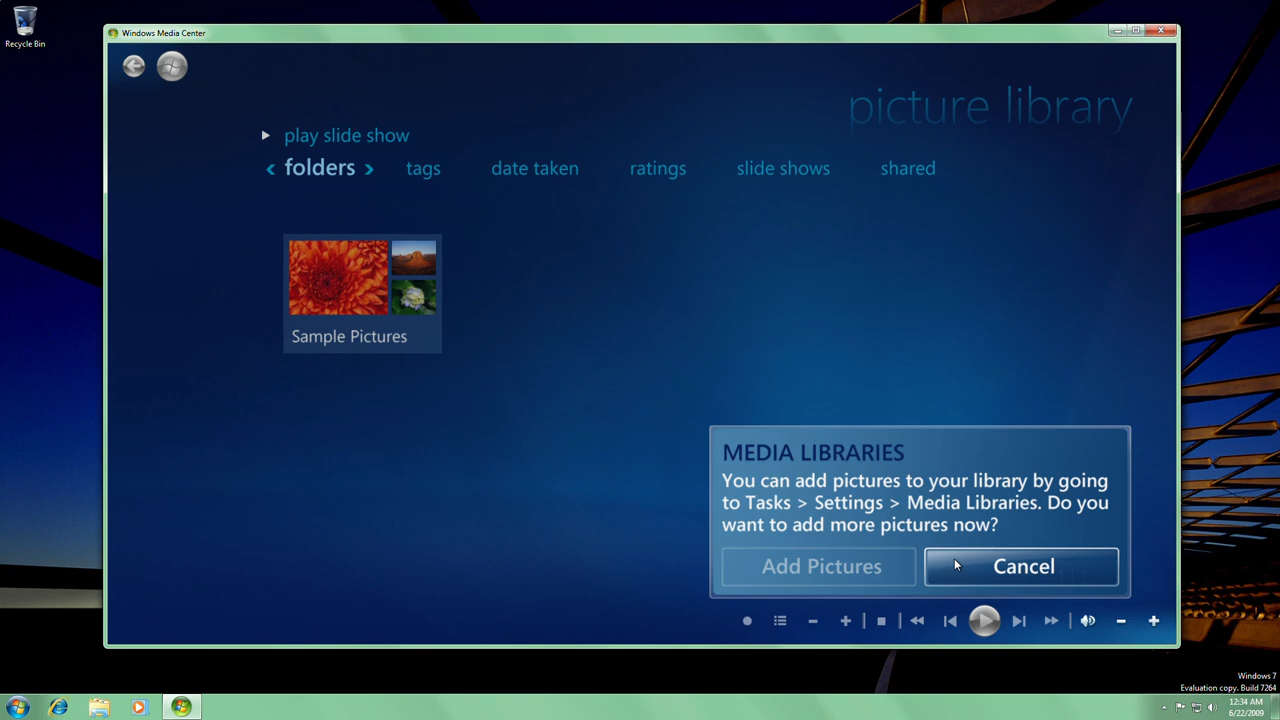 Recycle Bin
Windows Media Center
picture library
play slide show
folders tags date taken ratings slide shows shared
Sample Pictures
MEDIA LIBRARIES
You can add pictures to your library by going
to Tasks > Settings > Media Libraries. Do you
want to add more pictures now?
Add Pictures Cancel
Windows 7
Evaluation copy. Build 7264
12:34 AM
6/22/2009